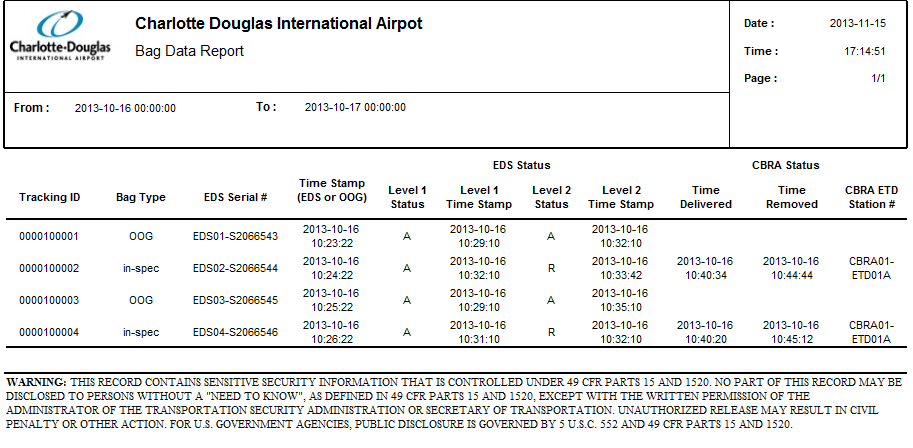 Charlotte-Douglas
INTERNATIONAL AIRPORT
Charlotte Douglas International Airpot
Bag Data Report
Date : 2013-11-15
Time : 17:14:51
Page : 1/1
From : 2013-10-16 00:00:00 To : 2013-10-17 00:00:00
EDS Status CBRA Status
Tracking ID Bag Type EDS Serial # Time Stamp (EDS or OOG) Level 1 Status Level 1 Time Stamp Level 2 Status Level 2 Time Stamp Time Delivered Time Removed CBRA ETD Station #
0000100001 OOG EDS01-S2066543 2013-10-16 10:23:22 A 2013-10-16 10:29:10 A 2013-10-16 10:32:10
0000100002 in-spec EDS02-S2066544 2013-10-16 10:24:22 A 2013-10-16 10:32:10 R 2013-10-16 10:33:42 2013-10-16 10:40:34 2013-10-16 10:44:44 CBRA01-ETD01A
0000100003 OOG EDS03-S2066545 2013-10-16 10:25:22 A 2013-10-16 10:29:10 A 2013-10-16 10:35:10
0000100004 in-spec EDS04-S2066546 2013-10-16 10:26:22 A 2013-10-16 10:31:10 R 2013-10-16 10:32:10 2013-10-16 10:40:20 2013-10-16 10:45:12 CBRA01-ETD01A
WARNING: THIS RECORD CONTAINS SENSITIVE SECURITY INFORMATION THAT IS CONTROLLED UNDER 49 CFR PARTS 15 AND 1520. NO PART OF THIS RECORD MAY BE
DISCLOSED TO PERSONS WITHOUT A "NEED TO KNOW", AS DEFINED IN 49 CFR PARTS 15 AND 1520, EXCEPT WITH THE WRITTEN PERMISSION OF THE
ADMINISTRATOR OF THE TRANSPORTATION SECURITY ADMINISTRATION OR SECRETARY OF TRANSPORTATION. UNAUTHORIZED RELEASE MAY RESULT IN CIVIL
PENALTY OR OTHER ACTION. FOR U.S. GOVERNMENT AGENCIES, PUBLIC DISCLOSURE IS GOVERNED BY 5 U.S.C. 552 AND 49 CFR PARTS 15 AND 1520.